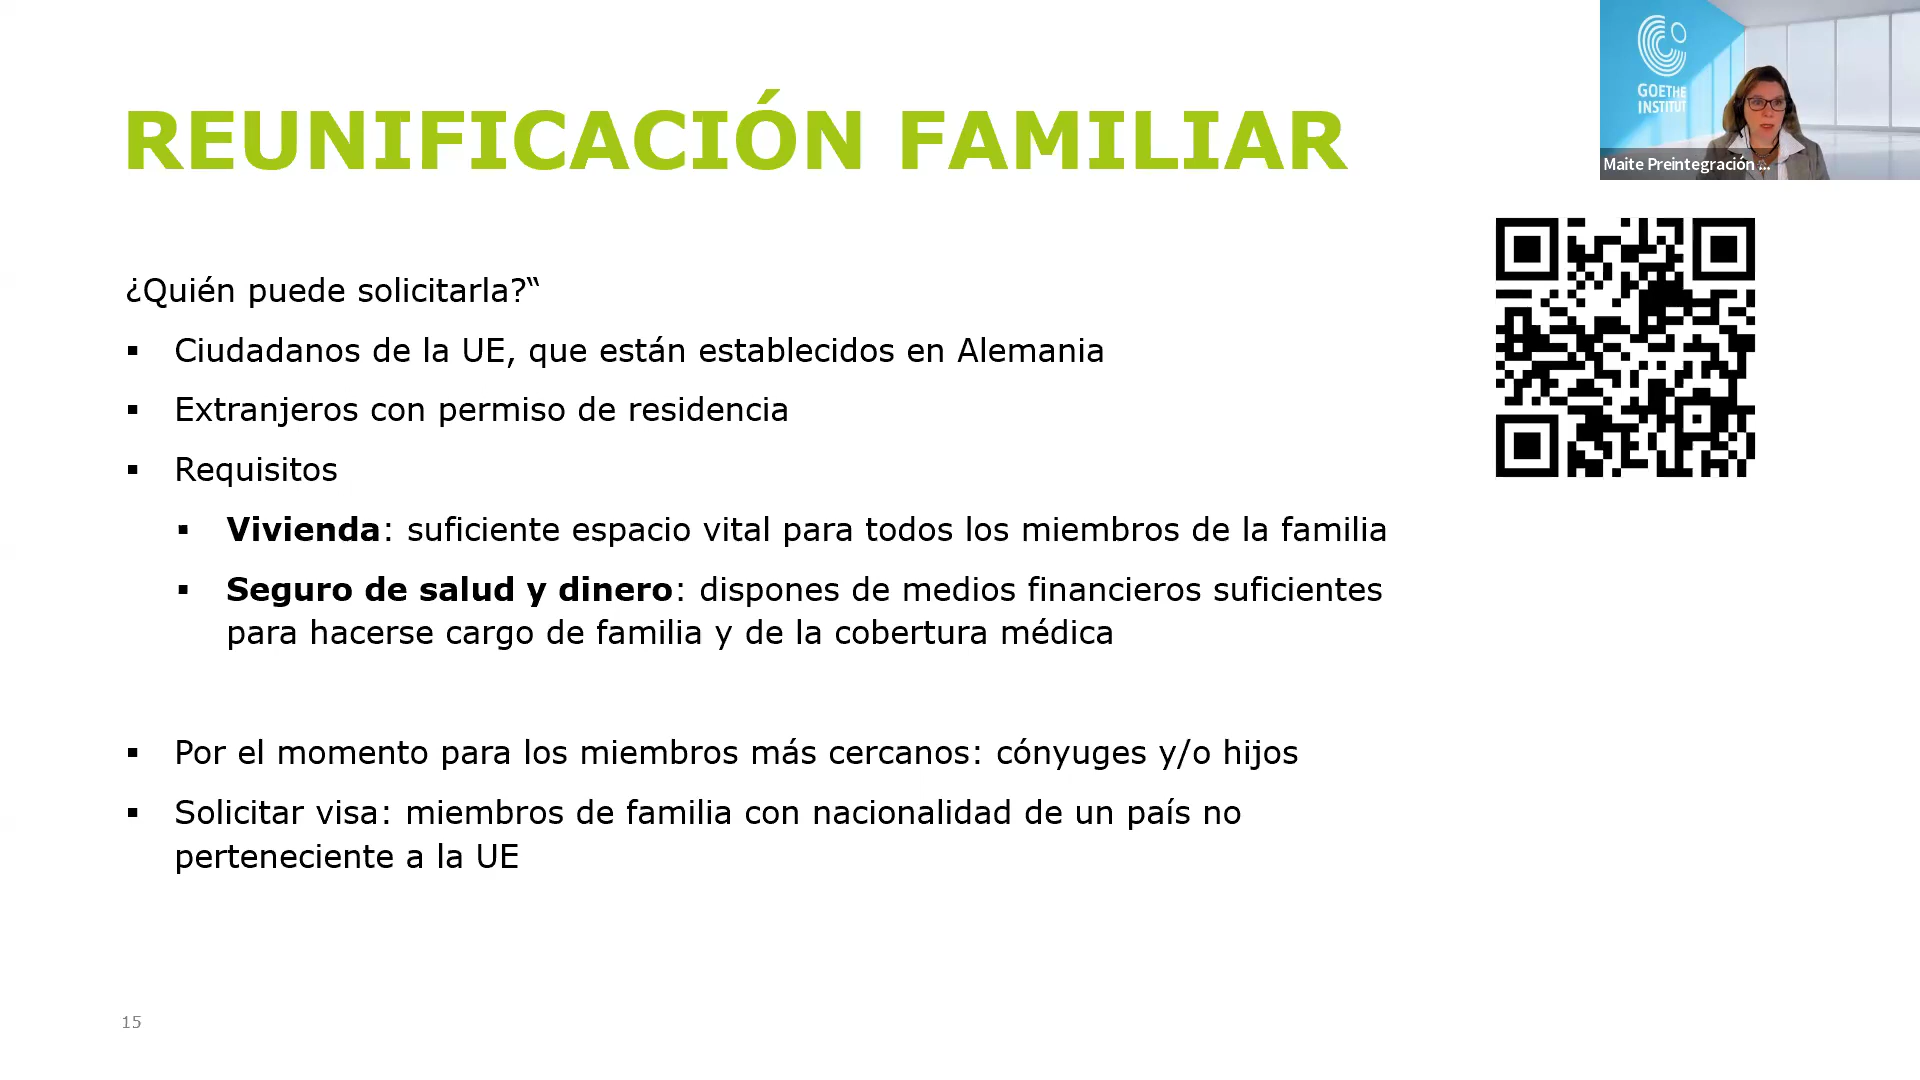 REUNIFICACIÓN FAMILIAR
GOETHE
INSTITUT
Maite Preintegración ...
¿Quién puede solicitarla?“
▪ Ciudadanos de la UE, que están establecidos en Alemania
▪ Extranjeros con permiso de residencia
▪ Requisitos
▪ Vivienda: suficiente espacio vital para todos los miembros de la familia
▪ Seguro de salud y dinero: dispones de medios financieros suficientes
para hacerse cargo de familia y de la cobertura médica
▪ Por el momento para los miembros más cercanos: cónyuges y/o hijos
▪ Solicitar visa: miembros de familia con nacionalidad de un país no
perteneciente a la UE
15